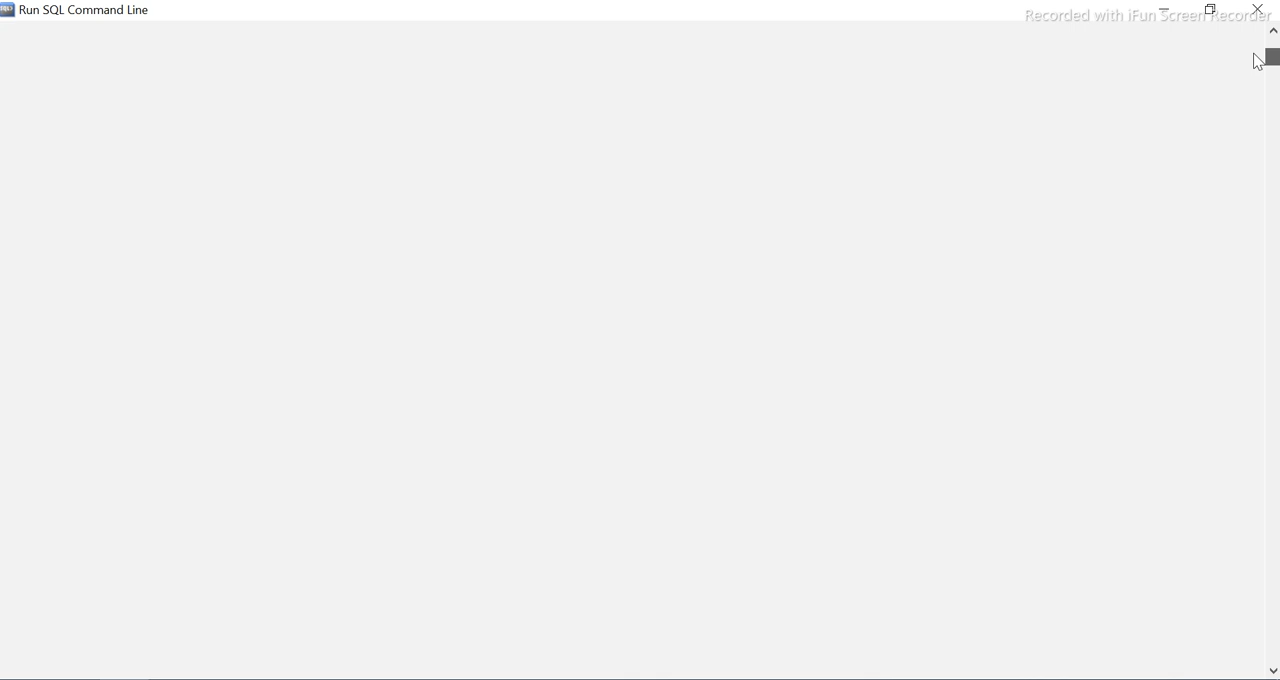 Run SQL Command Line
Recorded with iFun Screen Recorder